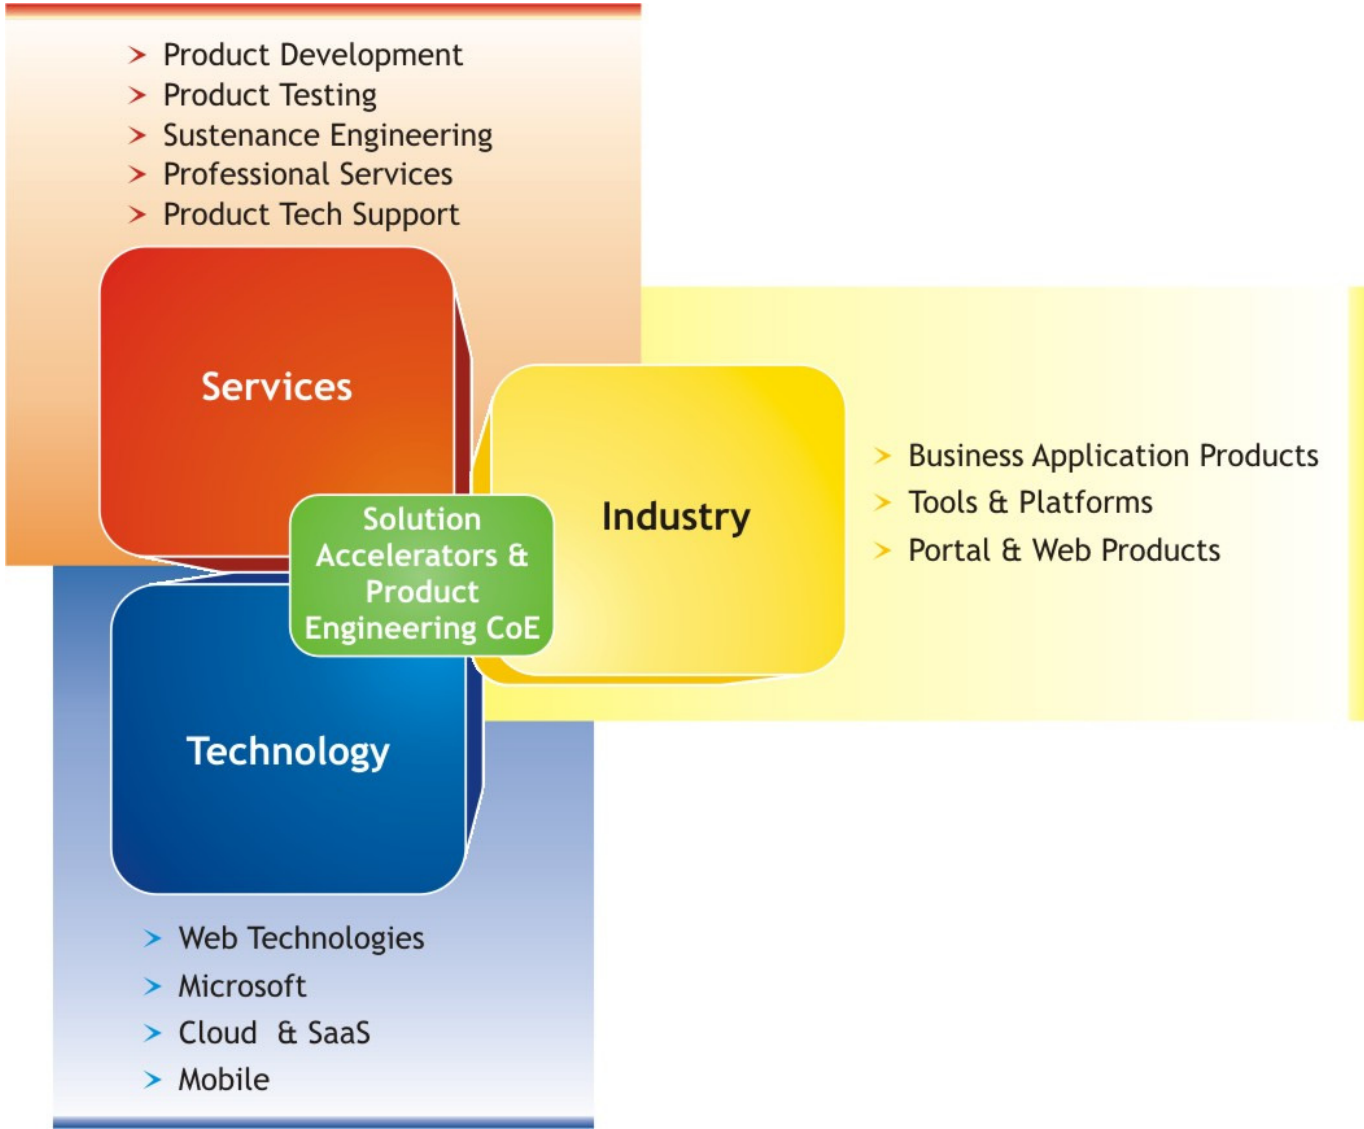 Product Development
Product Testing
Sustenance Engineering
Professional Services
Product Tech Support
Services
Solution
Accelerators &
Product
Engineering CoE
Industry
Business Application Products
Tools & Platforms
Portal & Web Products
Technology
Web Technologies
Microsoft
Cloud & SaaS
Mobile